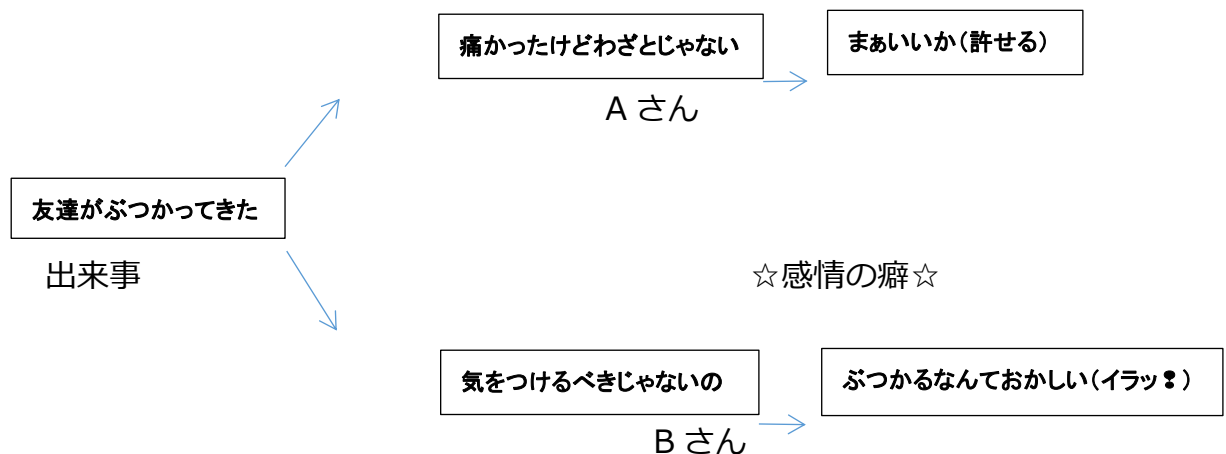 痛かったけどわざとじゃない
まぁいいか(許せる)
Aさん
友達がぶつかってきた
出来事
☆感情の癖☆
気をつけるべきじゃないの
ぶつかるなんておかしい(イラッ❢)
Bさん